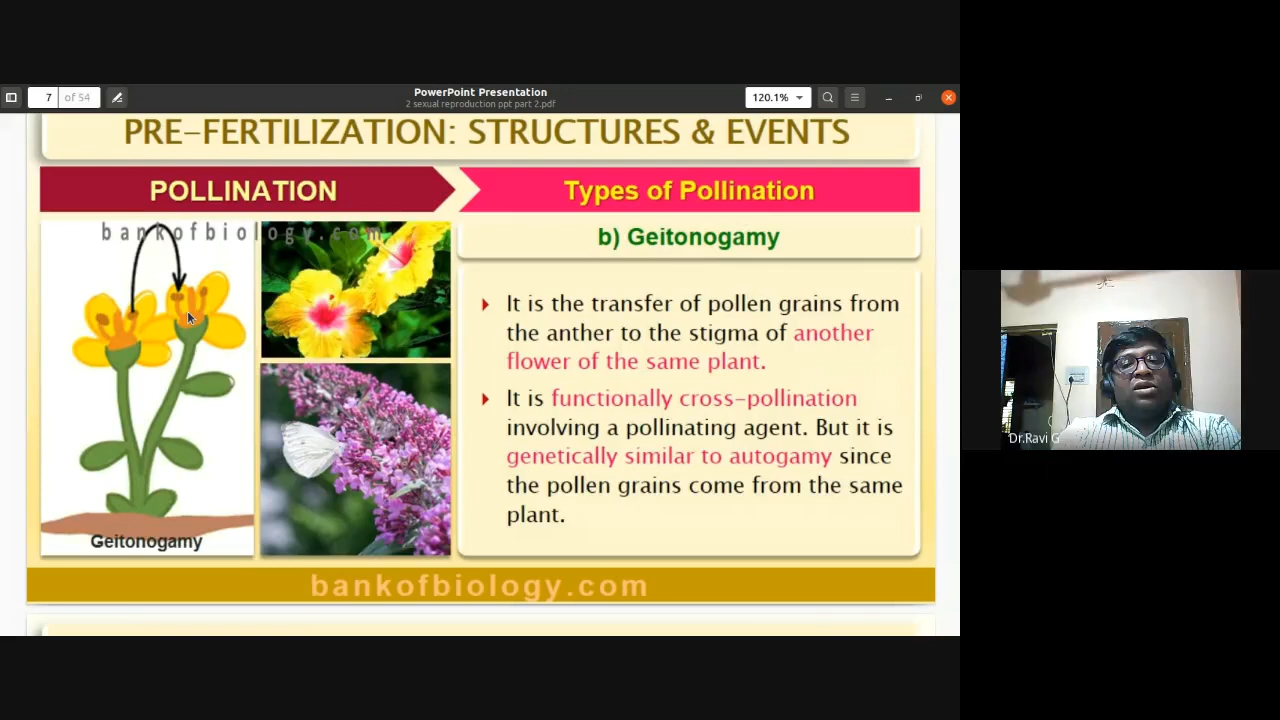 7 of 54
PowerPoint Presentation
2 sexual reproduction ppt part 2.pdf
120.1%
PRE-FERTILIZATION: STRUCTURES & EVENTS
POLLINATION
Types of Pollination
bankofbiology.com
Geitonogamy
b) Geitonogamy
It is the transfer of pollen grains from
the anther to the stigma of another
flower of the same plant.
It is functionally cross-pollination
involving a pollinating agent. But it is
genetically similar to autogamy since
the pollen grains come from the same
plant.
bankofbiology.com
Dr.Ravi G